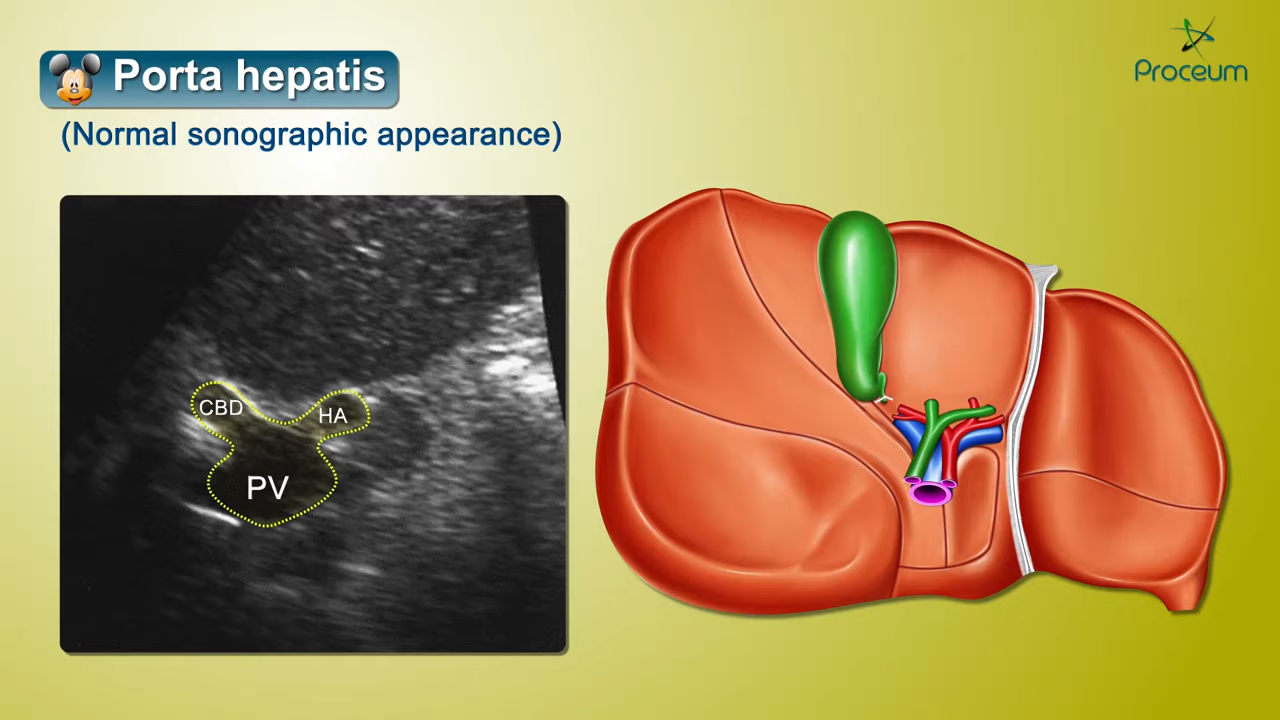 Porta hepatis
Proceum
(Normal sonographic appearance)
CBD
HA
PV